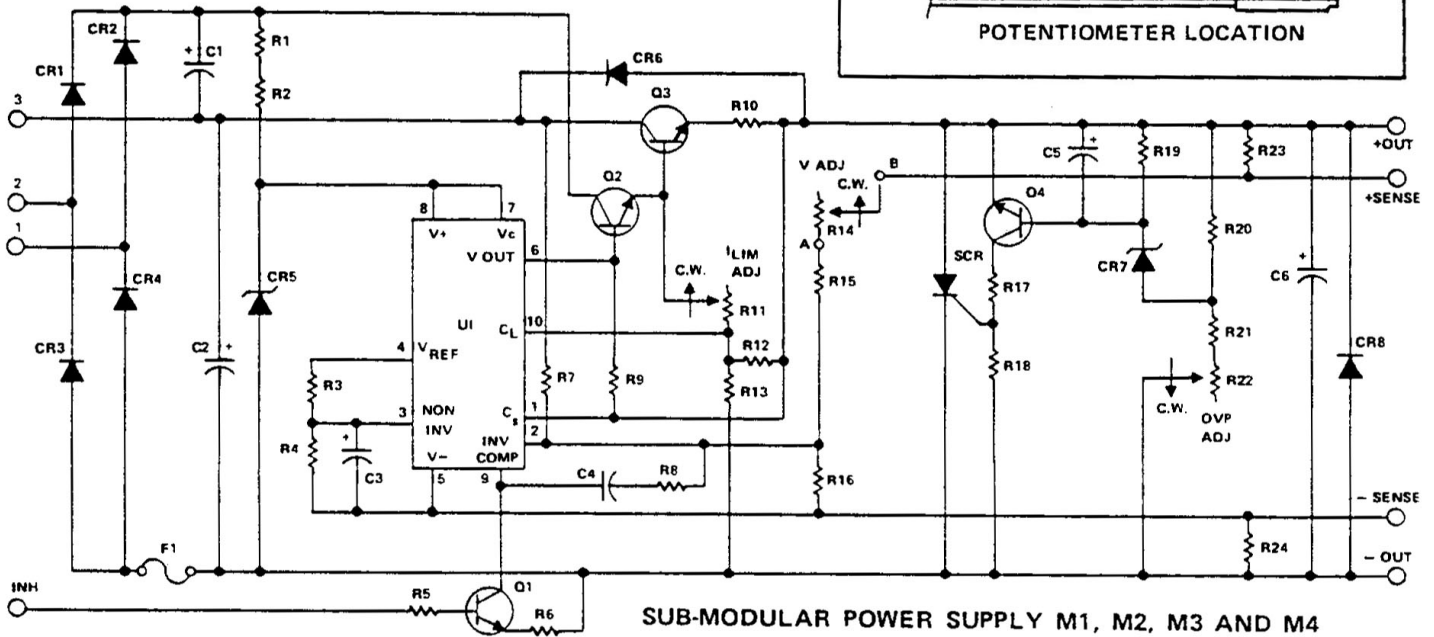 POTENTIOMETER LOCATION
CR1
CR2
C1
R1
R2
CR6
Q3
R10
3
2
1
CR3
CR4
CR5
C2
Q2
8
V+
7
Vc
6
V OUT
UI
4
V REF
10
CL
3
NON
INV
1
Cs
2
INV
COMP
V-
5
9
R3
R4
C3
R7
R9
C.W.
ILIM
ADJ
R11
R12
R13
C4
R8
V ADJ
C.W.
B
R14
A
R15
R16
SCR
Q4
R17
R18
C5
R19
CR7
R20
R21
R22
C.W.
OVP
ADJ
R23
C6
CR8
R24
+OUT
+SENSE
- SENSE
- OUT
F1
INH
R5
Q1
R6
SUB-MODULAR POWER SUPPLY M1, M2, M3 AND M4